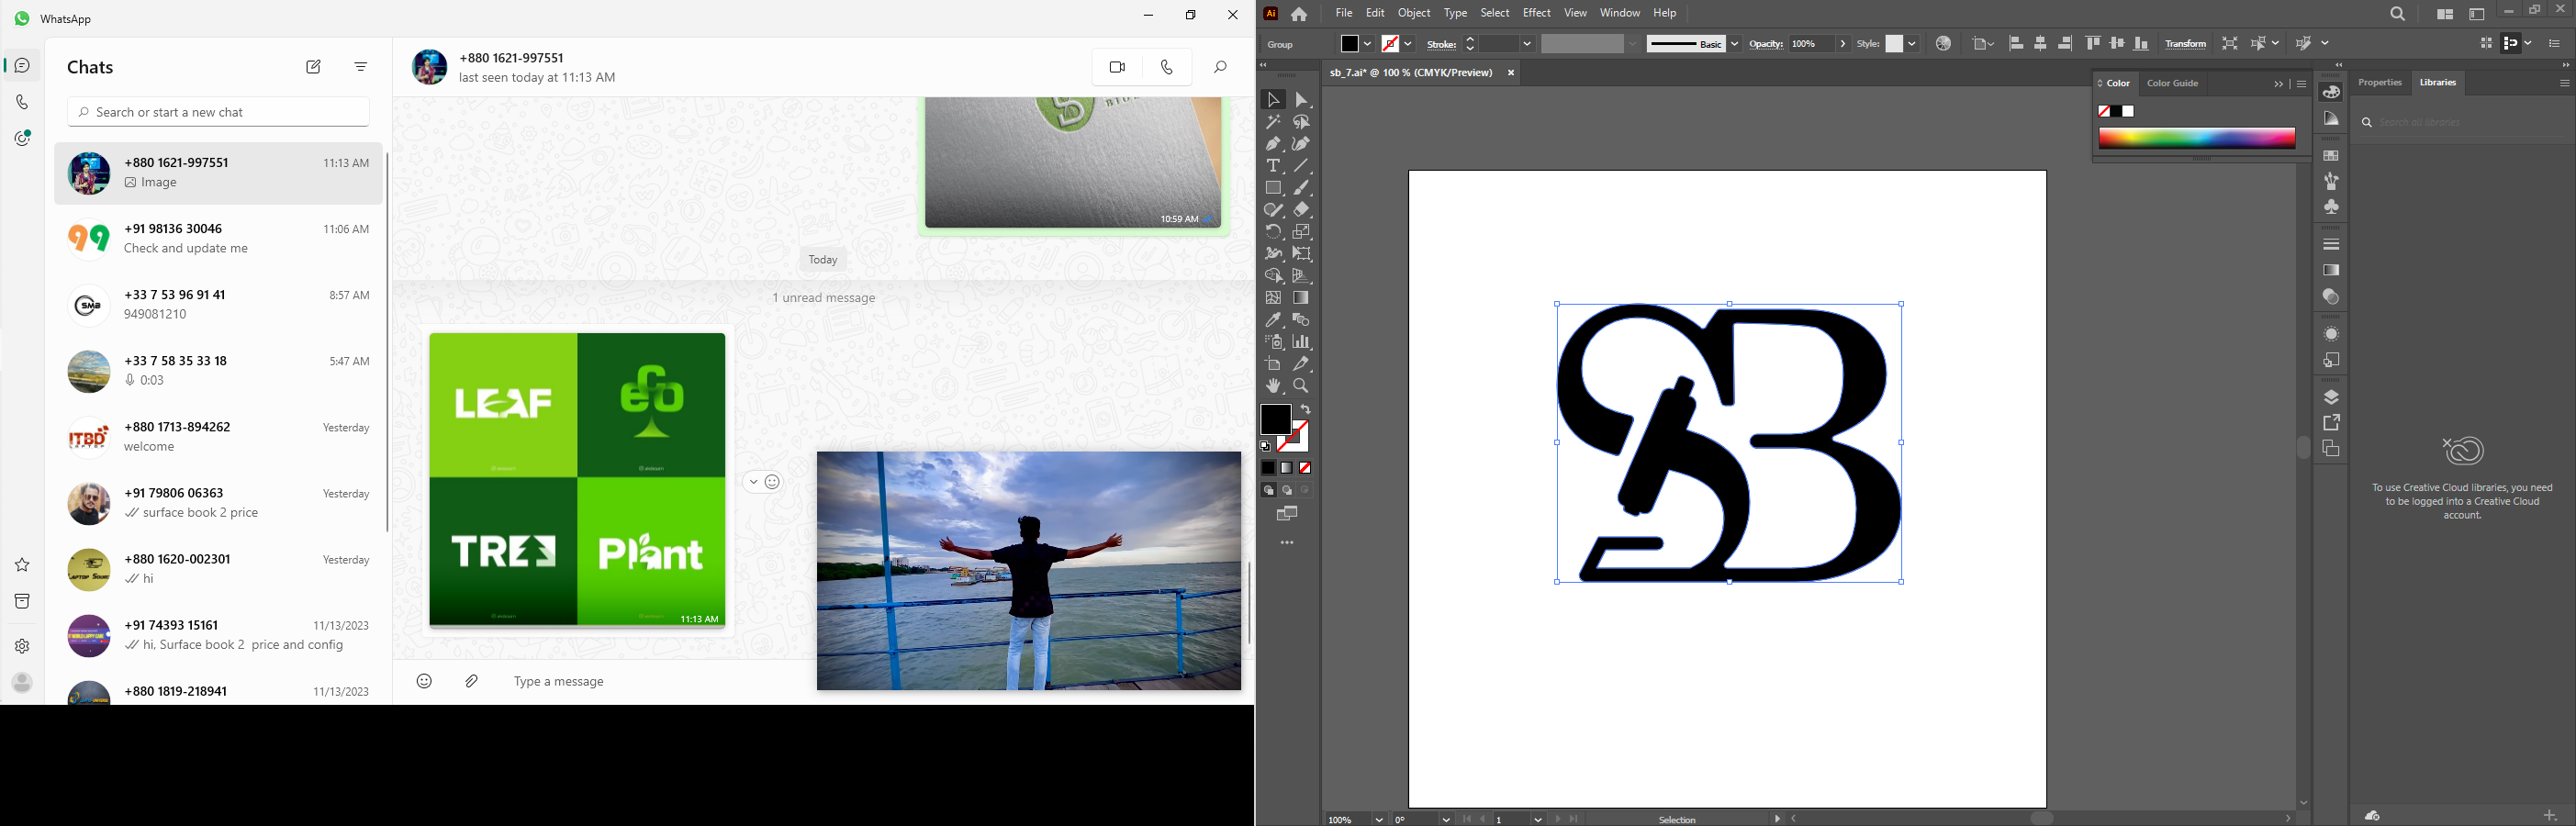 WhatsApp
Chats
Search or start a new chat
+880 1621-997551
11:13 AM
Image
+91 98136 30046
11:06 AM
Check and update me
+33 7 53 96 91 41
8:57 AM
949081210
+33 7 58 35 33 18
5:47 AM
0:03
+880 1713-894262
Yesterday
welcome
+91 79806 06363
Yesterday
surface book 2 price
+880 1620-002301
Yesterday
hi
+91 74393 15161
11/13/2023
hi, Surface book 2 price and config
+880 1819-218941
11/13/2023
99
SMB
ITBD
+880 1621-997551
last seen today at 11:13 AM
10:59 AM
Today
1 unread message
LEAF
eco
TREE
Plant
11:13 AM
Type a message
Ai
File Edit Object Type Select Effect View Window Help
Group
Stroke:
Basic
Opacity:
100%
Style:
Transform
sb_7.ai* @ 100 % (CMYK/Preview)
Color
Color Guide
Properties
Libraries
Search all libraries
SB
To use Creative Cloud libraries, you need
to be logged into a Creative Cloud
account.
100%
0°
1
Selection